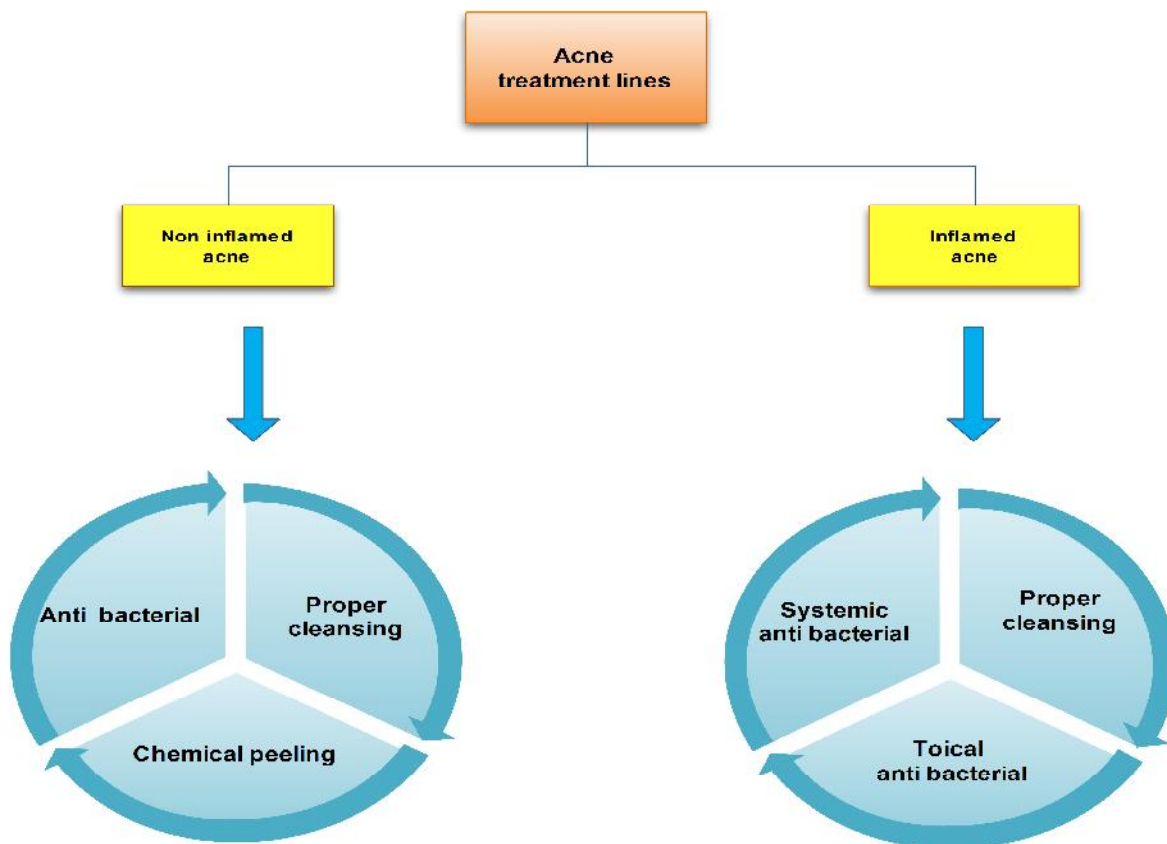 Acne
treatment lines
Non inflamed
acne
Inflamed
acne
Anti bacterial
Proper
cleansing
Chemical peeling
Systemic
anti bacterial
Proper
cleansing
Toical
anti bacterial